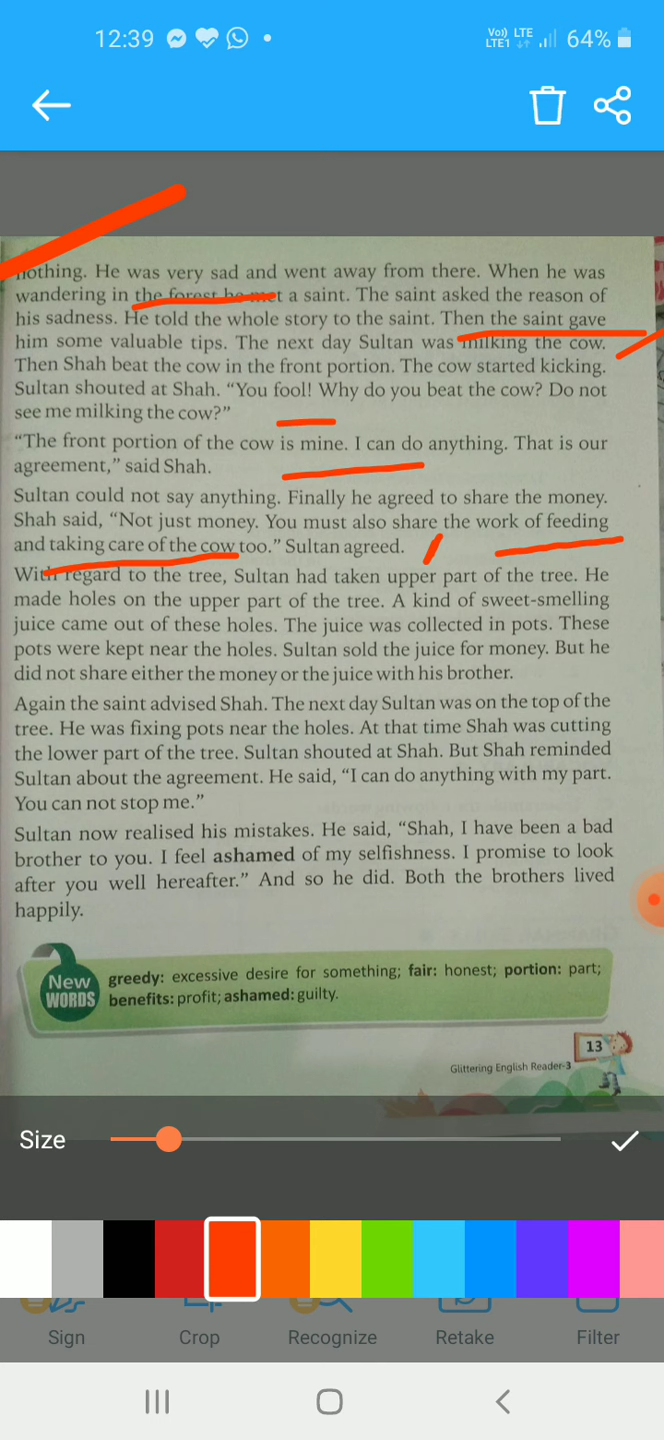 12:39
Vo)) LTE
LTE1
64%
nothing. He was very sad and went away from there. When he was
wandering in the forest he met a saint. The saint asked the reason of
his sadness. He told the whole story to the saint. Then the saint gave
him some valuable tips. The next day Sultan was milking the cow.
Then Shah beat the cow in the front portion. The cow started kicking.
Sultan shouted at Shah. “You fool! Why do you beat the cow? Do not
see me milking the cow?”
“The front portion of the cow is mine. I can do anything. That is our
agreement,” said Shah.
Sultan could not say anything. Finally he agreed to share the money.
Shah said, “Not just money. You must also share the work of feeding
and taking care of the cow too.” Sultan agreed.
With regard to the tree, Sultan had taken upper part of the tree. He
made holes on the upper part of the tree. A kind of sweet-smelling
juice came out of these holes. The juice was collected in pots. These
pots were kept near the holes. Sultan sold the juice for money. But he
did not share either the money or the juice with his brother.
Again the saint advised Shah. The next day Sultan was on the top of the
tree. He was fixing pots near the holes. At that time Shah was cutting
the lower part of the tree. Sultan shouted at Shah. But Shah reminded
Sultan about the agreement. He said, “I can do anything with my part.
You can not stop me.”
Sultan now realised his mistakes. He said, “Shah, I have been a bad
brother to you. I feel ashamed of my selfishness. I promise to look
after you well hereafter.” And so he did. Both the brothers lived
happily.
New WORDS
greedy: excessive desire for something; fair: honest; portion: part;
benefits: profit; ashamed: guilty.
13
Glittering English Reader-3
Size
Sign Crop Recognize Retake Filter